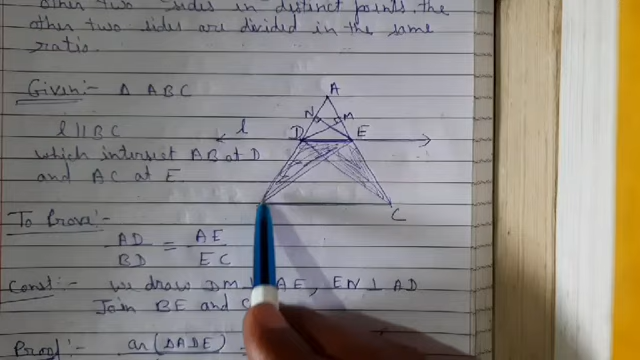 other two sides in distinct points, the
other two sides are divided in the same
ratio.
Given:- Δ ABC
l || BC
which intersect AB at D
and AC at E.
A
N M
l D E
C
To Prove:-
AD/BD = AE/EC
Const:- we draw DM⊥AE, EN⊥AD
Join BE and
Proof:- ar(ΔADE)